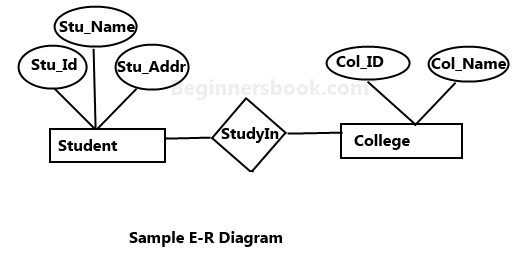 Stu_Name
Stu_Id
Stu_Addr
Col_ID
Col_Name
Beginnersbook.com
Student
StudyIn
College
Sample E-R Diagram